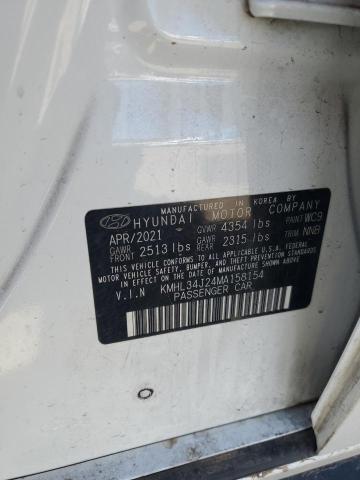 MANUFACTURED IN KOREA BY
HYUNDAI MOTOR COMPANY
APR/2021 GVWR 4354 lbs PAINT WC9
GAWR FRONT 2513 lbs GAWR REAR 2315 lbs TRIM NNB
THIS VEHICLE CONFORMS TO ALL APPLICABLE U.S.A. FEDERAL
MOTOR VEHICLE SAFETY, BUMPER, AND THEFT PREVENTION
STANDARDS IN EFFECT ON THE DATE OF MANUFACTURE SHOWN ABOVE.
V.I.N KMHL34J24MA158154
PASSENGER CAR